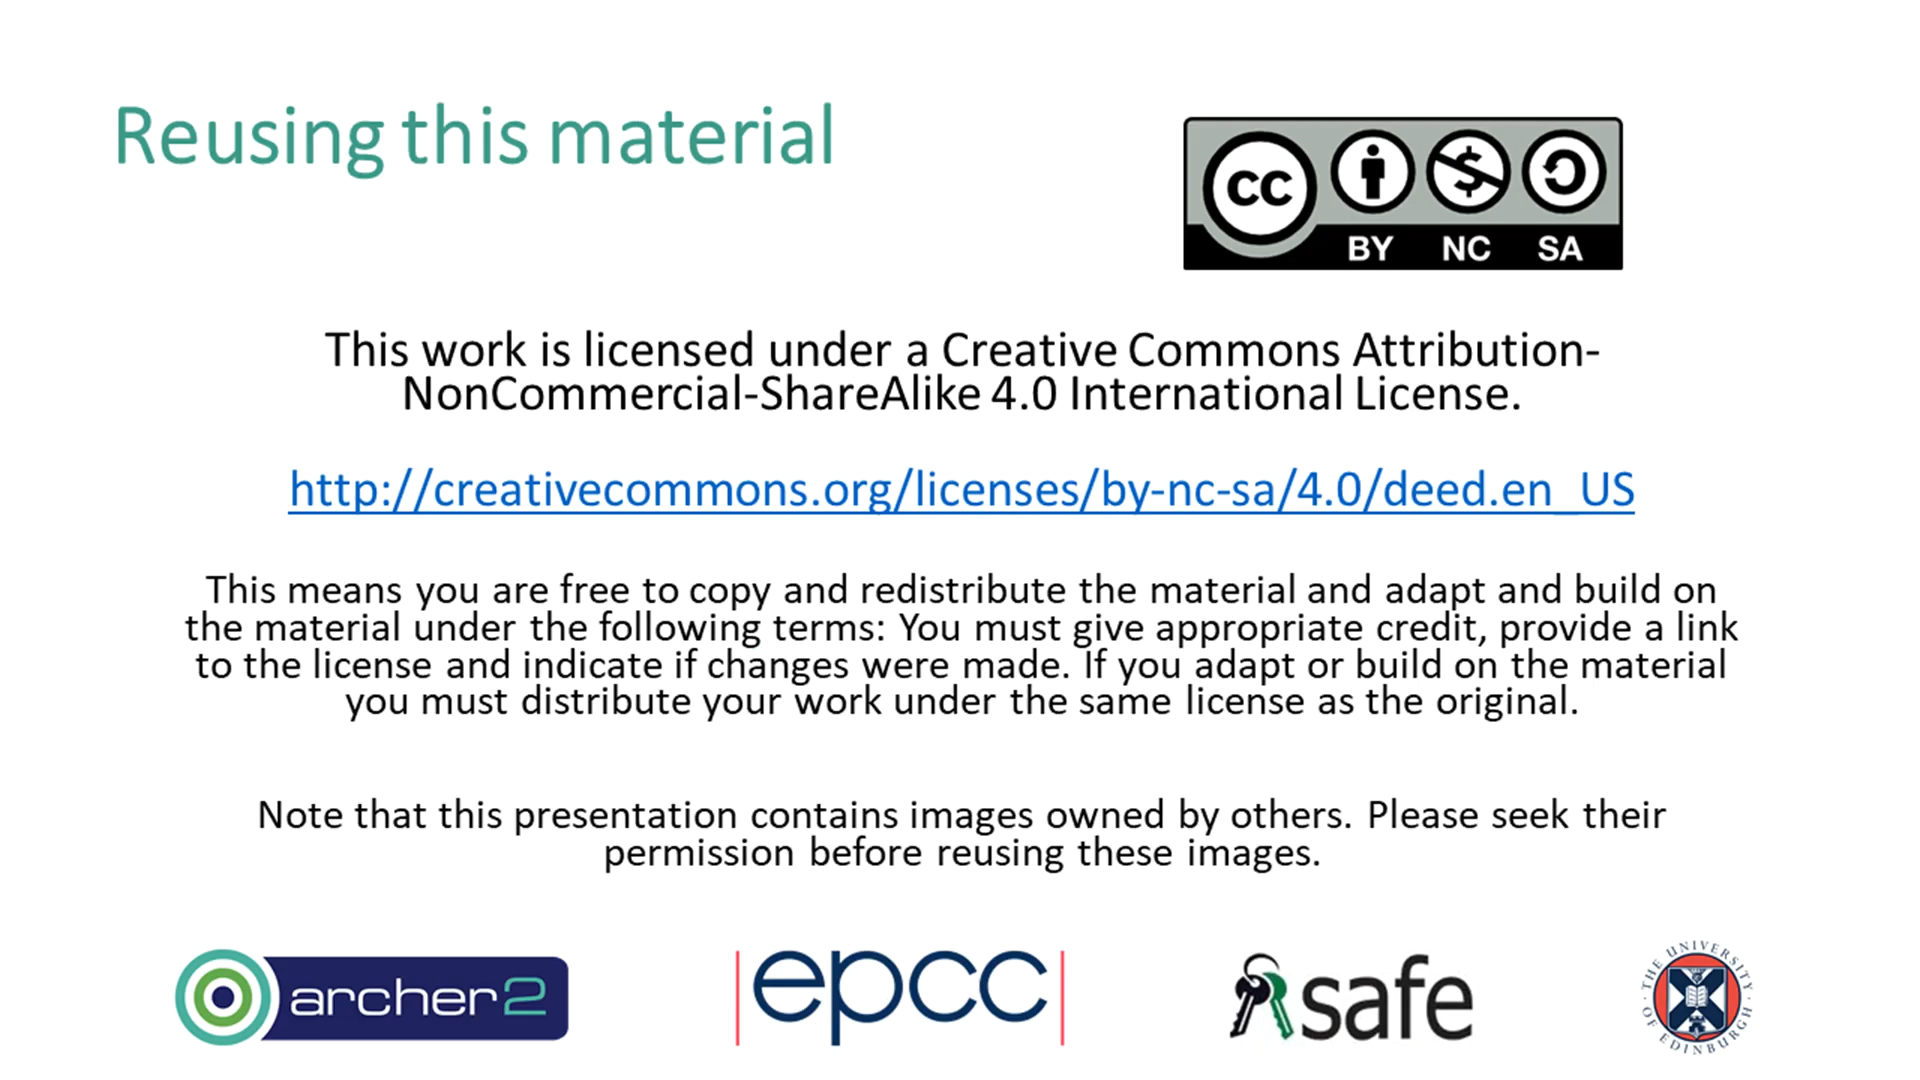 Reusing this material
CC
BY NC SA
This work is licensed under a Creative Commons Attribution-
NonCommercial-ShareAlike 4.0 International License.
http://creativecommons.org/licenses/by-nc-sa/4.0/deed.en_US
This means you are free to copy and redistribute the material and adapt and build on
the material under the following terms: You must give appropriate credit, provide a link
to the license and indicate if changes were made. If you adapt or build on the material
you must distribute your work under the same license as the original.
Note that this presentation contains images owned by others. Please seek their
permission before reusing these images.
archer2
epcc
safe
THE UNIVERSITY OF EDINBURGH